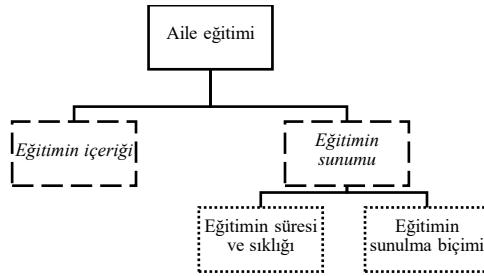 Aile eğitimi
Eğitimin içeriği
Eğitimin
sunumu
Eğitimin süresi
ve sıklığı
Eğitimin
sunulma biçimi